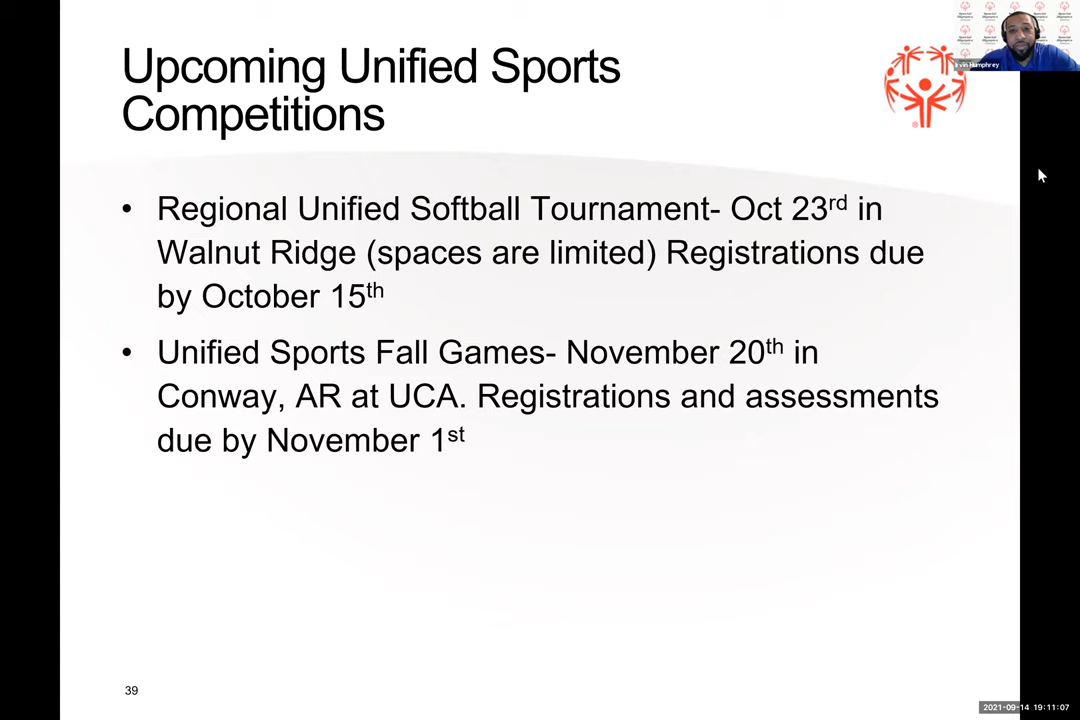 Upcoming Unified Sports
Competitions
• Regional Unified Softball Tournament- Oct 23rd in
Walnut Ridge (spaces are limited) Registrations due
by October 15th
• Unified Sports Fall Games- November 20th in
Conway, AR at UCA. Registrations and assessments
due by November 1st
39
Irvin Humphrey
2021-09-14 19:11:07